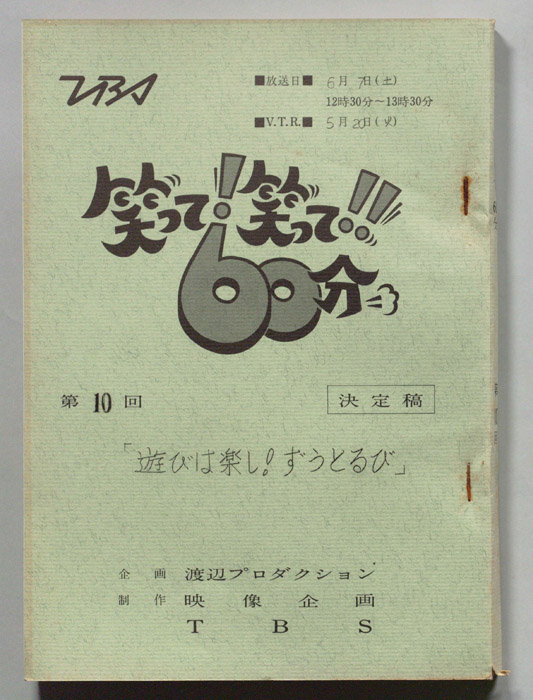 TBS
■放送日■ 6月7日(土)
12時30分〜13時30分
■V.T.R.■ 5月20日(火)
笑って!笑って!!
60分
第10回
決定稿
「遊びは楽し!ずうとるび」
企画 渡辺プロダクション
制作 映像企画
TBS